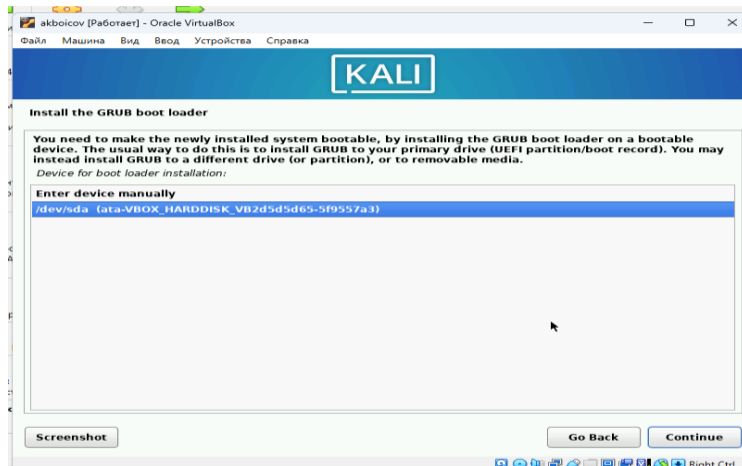 akboicov [Работает] - Oracle VirtualBox
Файл Машина Вид Ввод Устройства Справка
KALI
Install the GRUB boot loader
You need to make the newly installed system bootable, by installing the GRUB boot loader on a bootable
device. The usual way to do this is to install GRUB to your primary drive (UEFI partition/boot record). You may
instead install GRUB to a different drive (or partition), or to removable media.
Device for boot loader installation:
Enter device manually
/dev/sda (ata-VBOX_HARDDISK_VB2d5d5d65-5f9557a3)
Screenshot Go Back Continue
Right Ctrl